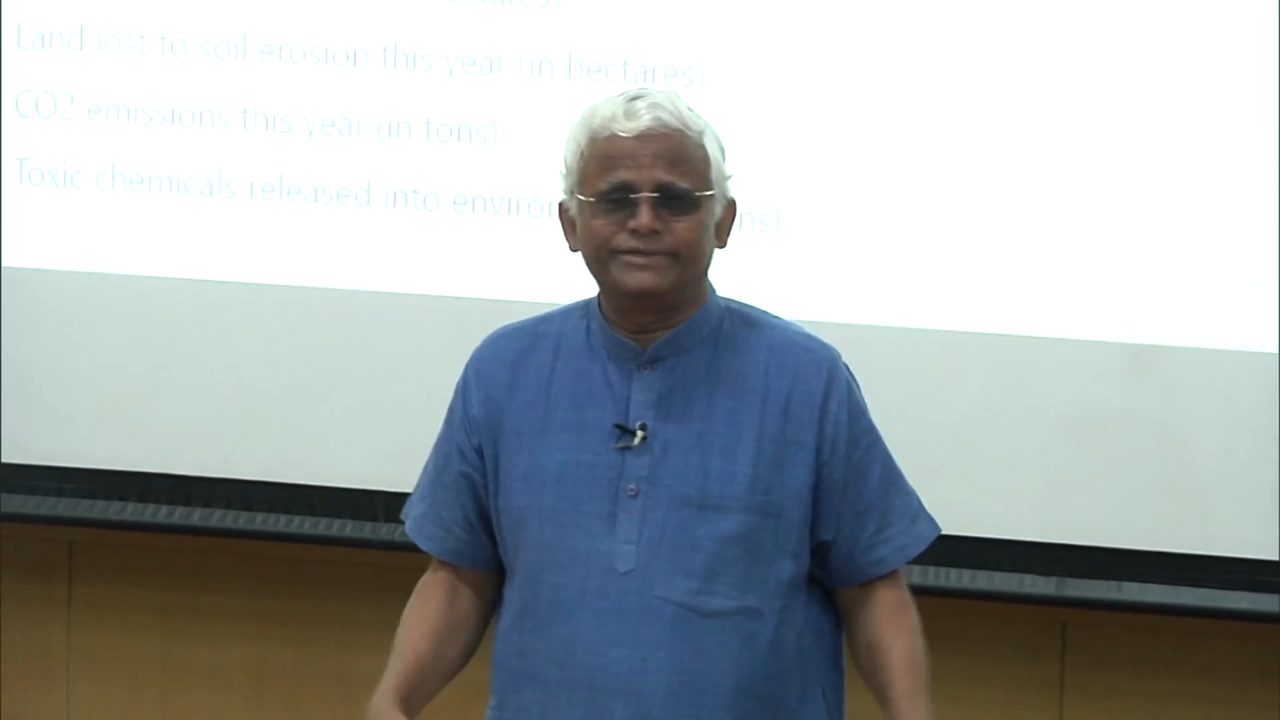 Land lost to soil erosion this year (in hectares)
CO2 emissions this year (in tons)
Toxic chemicals released into